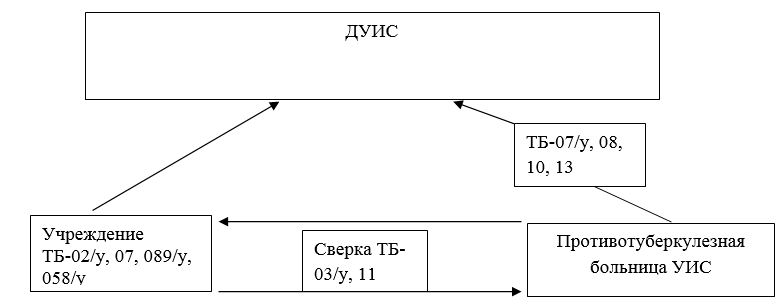 ДУИС
ТБ-07/у, 08,
10, 13
Учреждение
ТБ-02/у, 07, 089/у,
058/у
Сверка ТБ-
03/у, 11
Противотуберкулезная
больница УИС